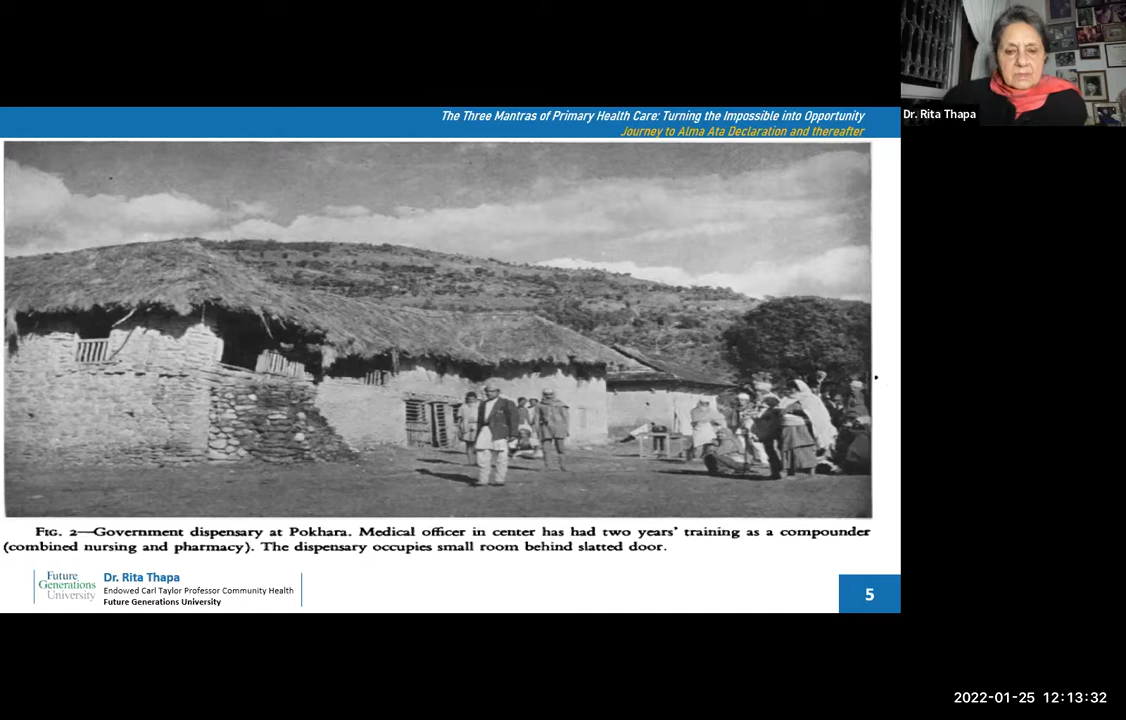 Dr. Rita Thapa
The Three Mantras of Primary Health Care: Turning the Impossible into Opportunity
Journey to Alma Ata Declaration and thereafter
FIG. 2—Government dispensary at Pokhara. Medical officer in center has had two years' training as a compounder
(combined nursing and pharmacy). The dispensary occupies small room behind slatted door.
Future
Generations
University
Dr. Rita Thapa
Endowed Carl Taylor Professor Community Health
Future Generations University
5
2022-01-25 12:13:32